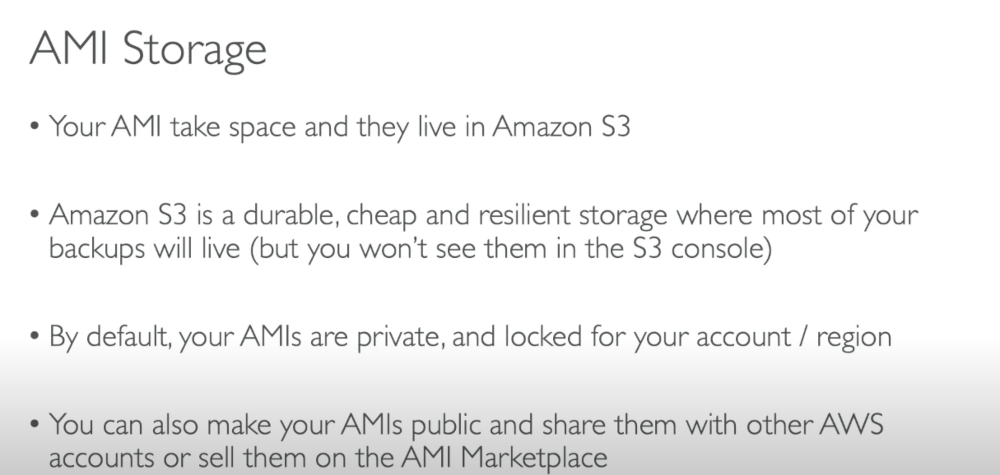 AMI Storage
• Your AMI take space and they live in Amazon S3
• Amazon S3 is a durable, cheap and resilient storage where most of your
backups will live (but you won't see them in the S3 console)
• By default, your AMIs are private, and locked for your account / region
• You can also make your AMIs public and share them with other AWS
accounts or sell them on the AMI Marketplace